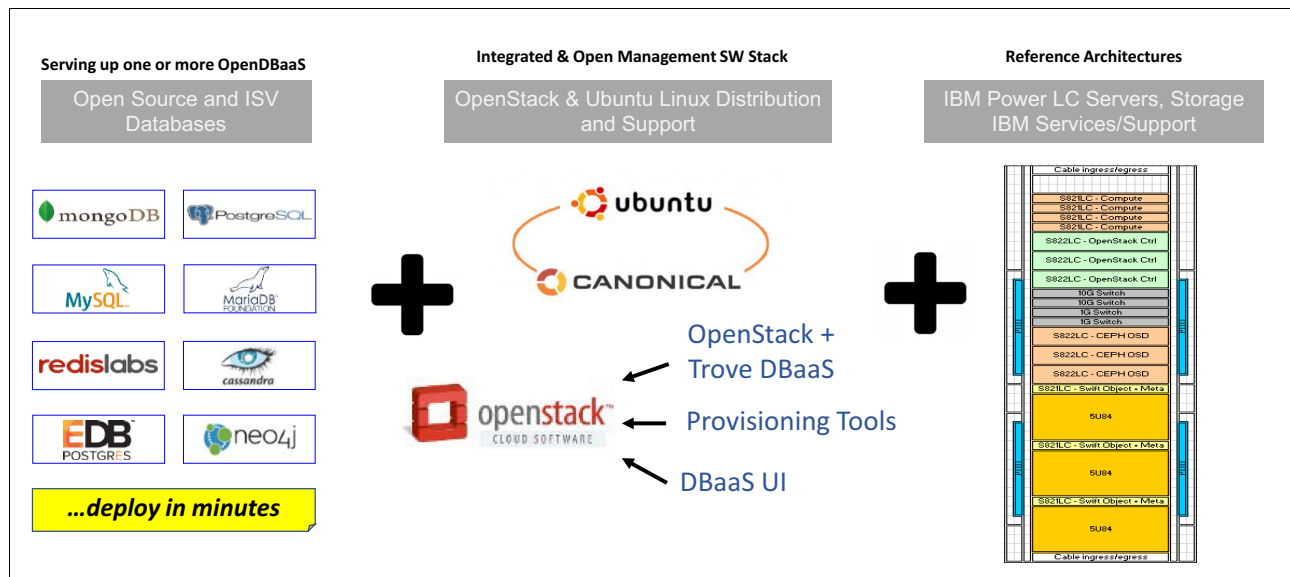 Serving up one or more OpenDBaaS
Open Source and ISV
Databases
mongoDB
PostgreSQL
MySQL
MariaDB
FOUNDATION
redislabs
cassandra
EDB
POSTGRES
neo4j
...deploy in minutes
Integrated & Open Management SW Stack
OpenStack & Ubuntu Linux Distribution
and Support
ubuntu
CANONICAL
openstack™
CLOUD SOFTWARE
OpenStack +
Trove DBaaS
Provisioning Tools
DBaaS UI
Reference Architectures
IBM Power LC Servers, Storage
IBM Services/Support
Cable ingress/egress
S821LC - Compute
S821LC - Compute
S821LC - Compute
S821LC - Compute
S822LC - OpenStack Ctrl
S822LC - OpenStack Ctrl
S822LC - OpenStack Ctrl
10G Switch
10G Switch
1G Switch
1G Switch
S822LC - CEPH OSD
S822LC - CEPH OSD
S822LC - CEPH OSD
S821LC - Swift Object + Meta
5U84
S821LC - Swift Object + Meta
5U84
S821LC - Swift Object + Meta
5U84
Cable ingress/egress